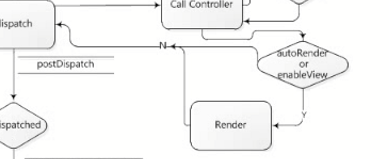 Call Controller
ispatch
N
autoRender
or
enableView
postDispatch
Y
Render
ispatched